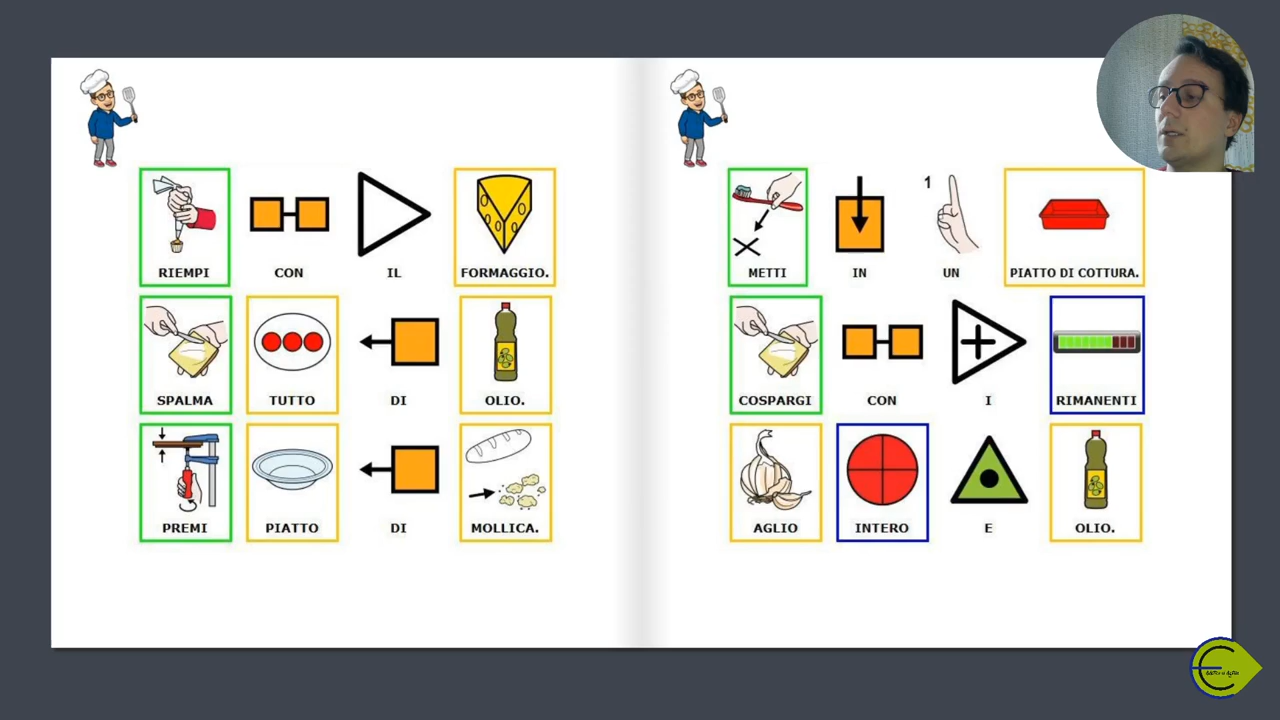 RIEMPI CON IL FORMAGGIO.
SPALMA TUTTO DI OLIO.
PREMI PIATTO DI MOLLICA.
1
METTI IN UN PIATTO DI COTTURA.
COSPARGI CON I RIMANENTI
AGLIO INTERO E OLIO.